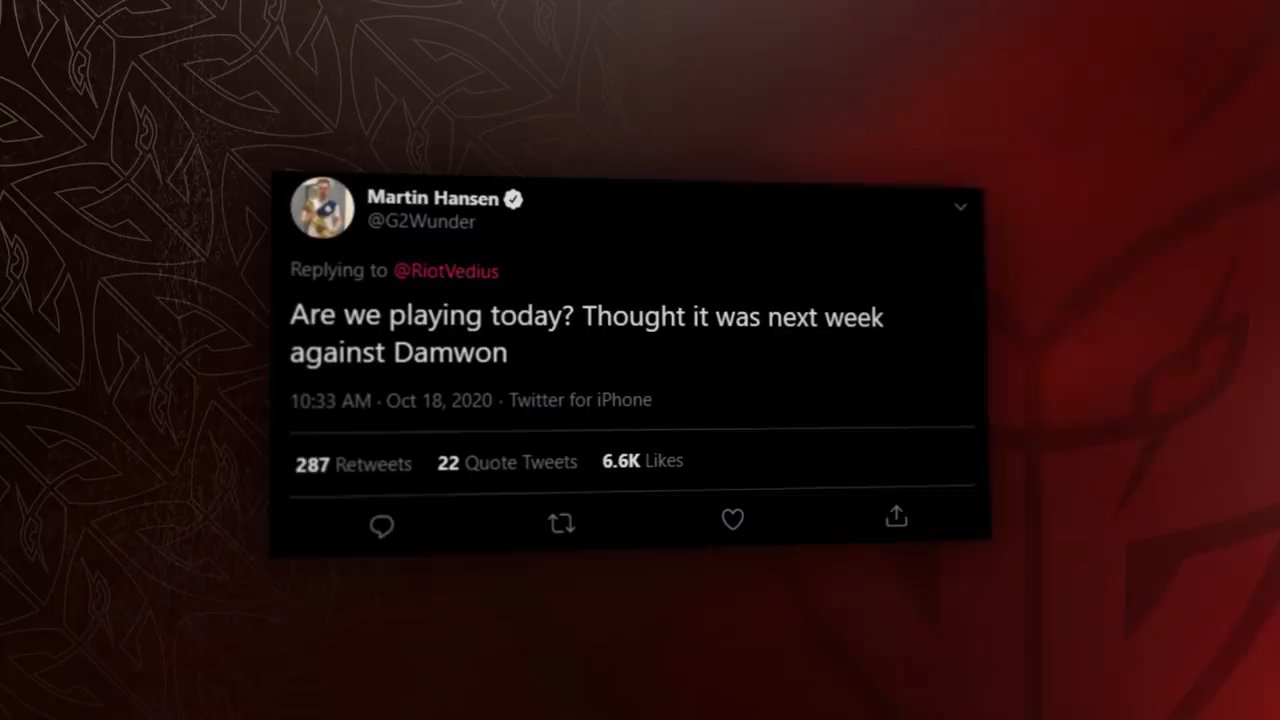 Martin Hansen
@G2Wunder
Replying to @RiotVedius
Are we playing today? Thought it was next week
against Damwon
10:33 AM · Oct 18, 2020 · Twitter for iPhone
287 Retweets 22 Quote Tweets 6.6K Likes